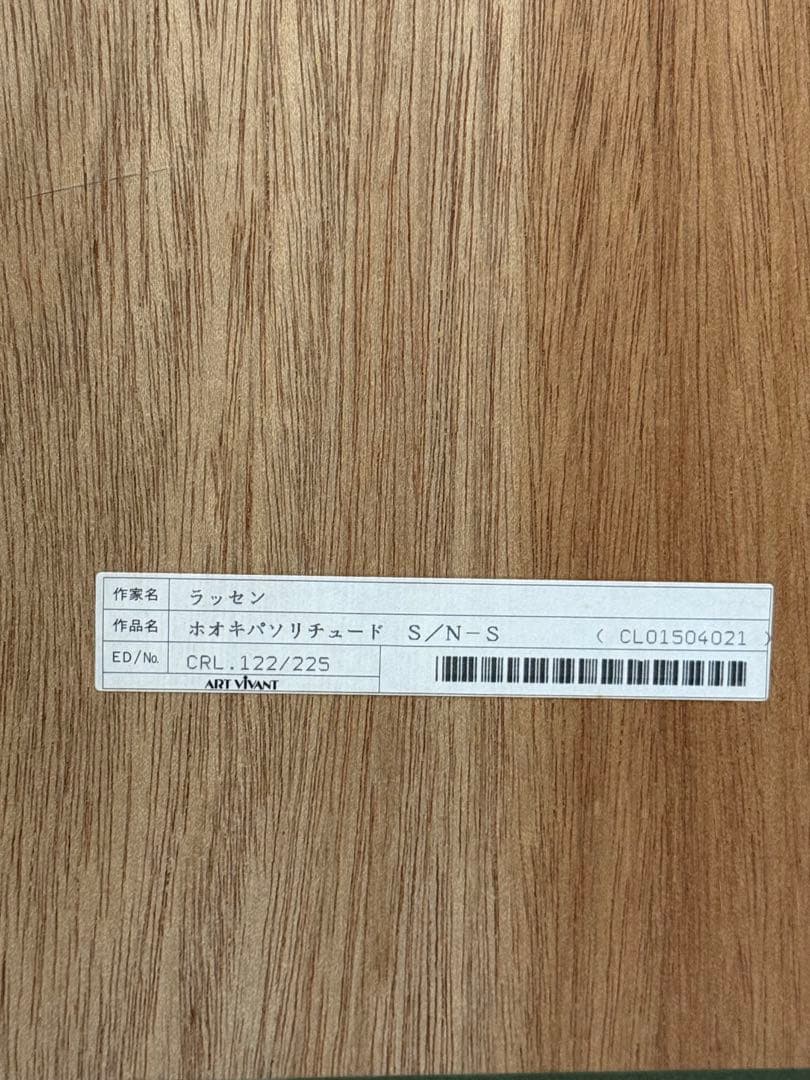 作家名 ラッセン
作品名 ホオキパソリチュード S／N－S ( CL01504021 )
ED/№ CRL.122/225
ART VIVANT